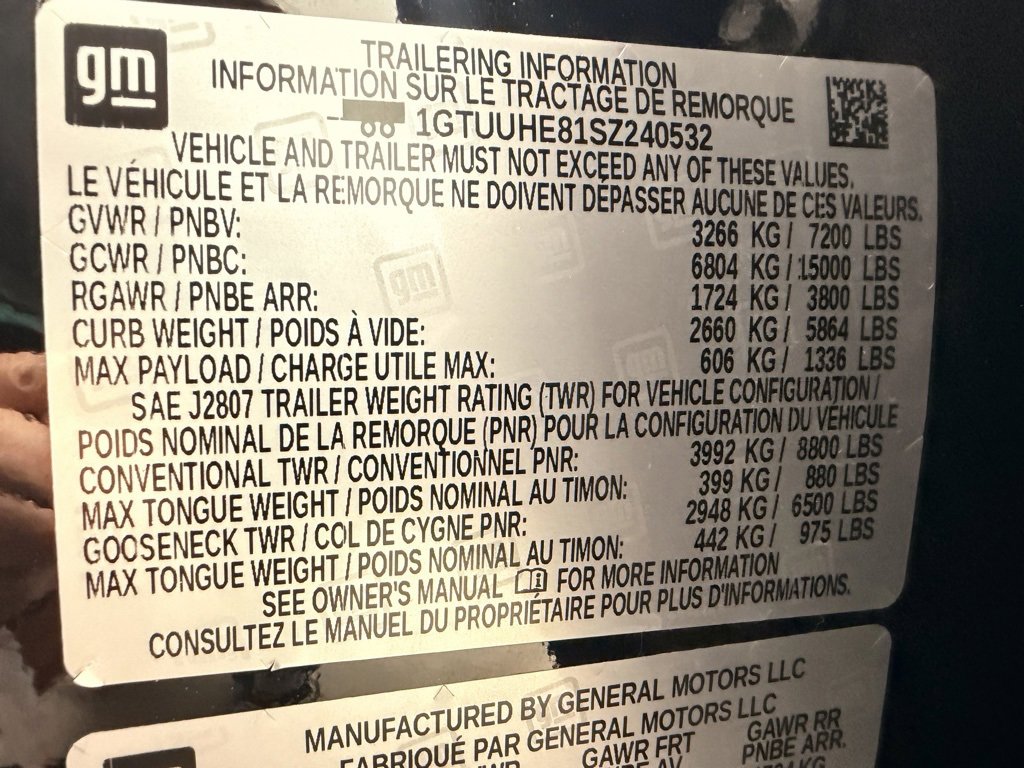 gm
TRAILERING INFORMATION
INFORMATION SUR LE TRACTAGE DE REMORQUE
1GTUUHE81SZ240532
VEHICLE AND TRAILER MUST NOT EXCEED ANY OF THESE VALUES.
LE VÉHICULE ET LA REMORQUE NE DOIVENT DÉPASSER AUCUNE DE CES VALEURS.
GVWR / PNBV: 3266 KG / 7200 LBS
GCWR / PNBC: 6804 KG / 15000 LBS
RGAWR / PNBE ARR: 1724 KG / 3800 LBS
CURB WEIGHT / POIDS À VIDE: 2660 KG / 5864 LBS
MAX PAYLOAD / CHARGE UTILE MAX: 606 KG / 1336 LBS
SAE J2807 TRAILER WEIGHT RATING (TWR) FOR VEHICLE CONFIGURATION /
POIDS NOMINAL DE LA REMORQUE (PNR) POUR LA CONFIGURATION DU VÉHICULE
CONVENTIONAL TWR / CONVENTIONNEL PNR: 3992 KG / 8800 LBS
MAX TONGUE WEIGHT / POIDS NOMINAL AU TIMON: 399 KG / 880 LBS
GOOSENECK TWR / COL DE CYGNE PNR: 2948 KG / 6500 LBS
MAX TONGUE WEIGHT / POIDS NOMINAL AU TIMON: 442 KG / 975 LBS
SEE OWNER'S MANUAL FOR MORE INFORMATION
CONSULTEZ LE MANUEL DU PROPRIÉTAIRE POUR PLUS D'INFORMATIONS.
MANUFACTURED BY GENERAL MOTORS LLC
FABRIQUÉ PAR GENERAL MOTORS LLC
GAWR FRT GAWR RR
PNBE ARR.